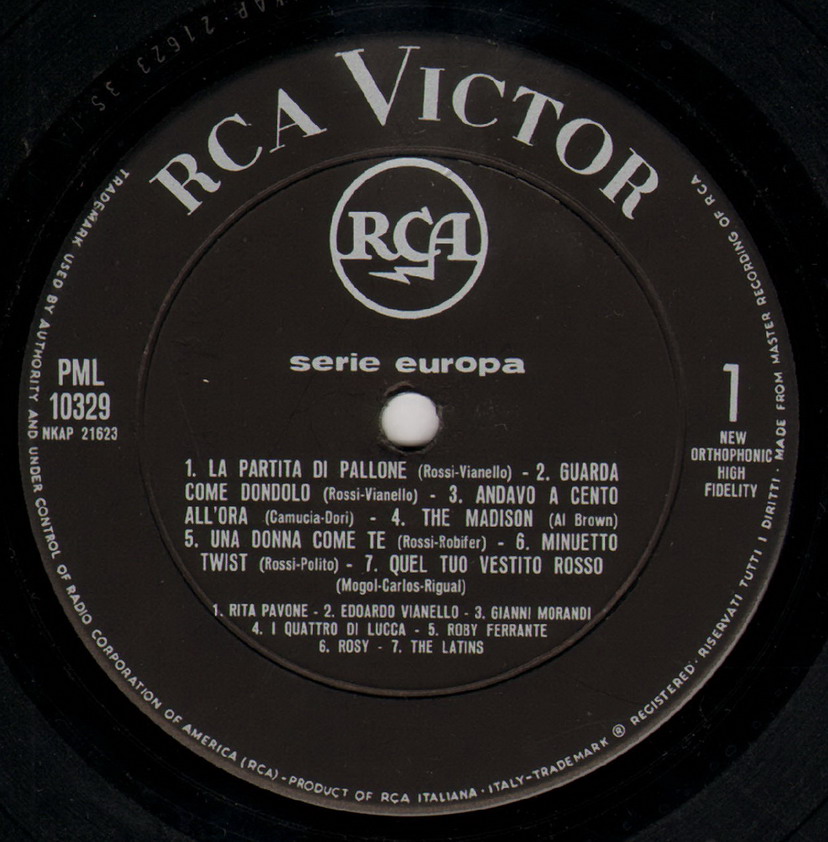 RCA VICTOR
RCA
serie europa
PML
10329
NKAP 21623
1
NEW
ORTHOPHONIC
HIGH
FIDELITY
1. LA PARTITA DI PALLONE (Rossi-Vianello) - 2. GUARDA
COME DONDOLO (Rossi-Vianello) - 3. ANDAVO A CENTO
ALL'ORA (Camucia-Dori) - 4. THE MADISON (Al Brown)
5. UNA DONNA COME TE (Rossi-Robifer) - 6. MINUETTO
TWIST (Rossi-Polito) - 7. QUEL TUO VESTITO ROSSO
(Mogol-Carlos-Rigual)
1. RITA PAVONE - 2. EDOARDO VIANELLO - 3. GIANNI MORANDI
4. I QUATTRO DI LUCCA - 5. ROBY FERRANTE
6. ROSY - 7. THE LATINS
TRADEMARK USED BY AUTHORITY AND UNDER CONTROL OF RADIO CORPORATION OF AMERICA (RCA) - PRODUCT OF RCA ITALIANA · ITALY-TRADEMARK ® REGISTERED · RISERVATI TUTTI I DIRITTI · MADE FROM MASTER RECORDING OF RCA
KAP·21623 3S